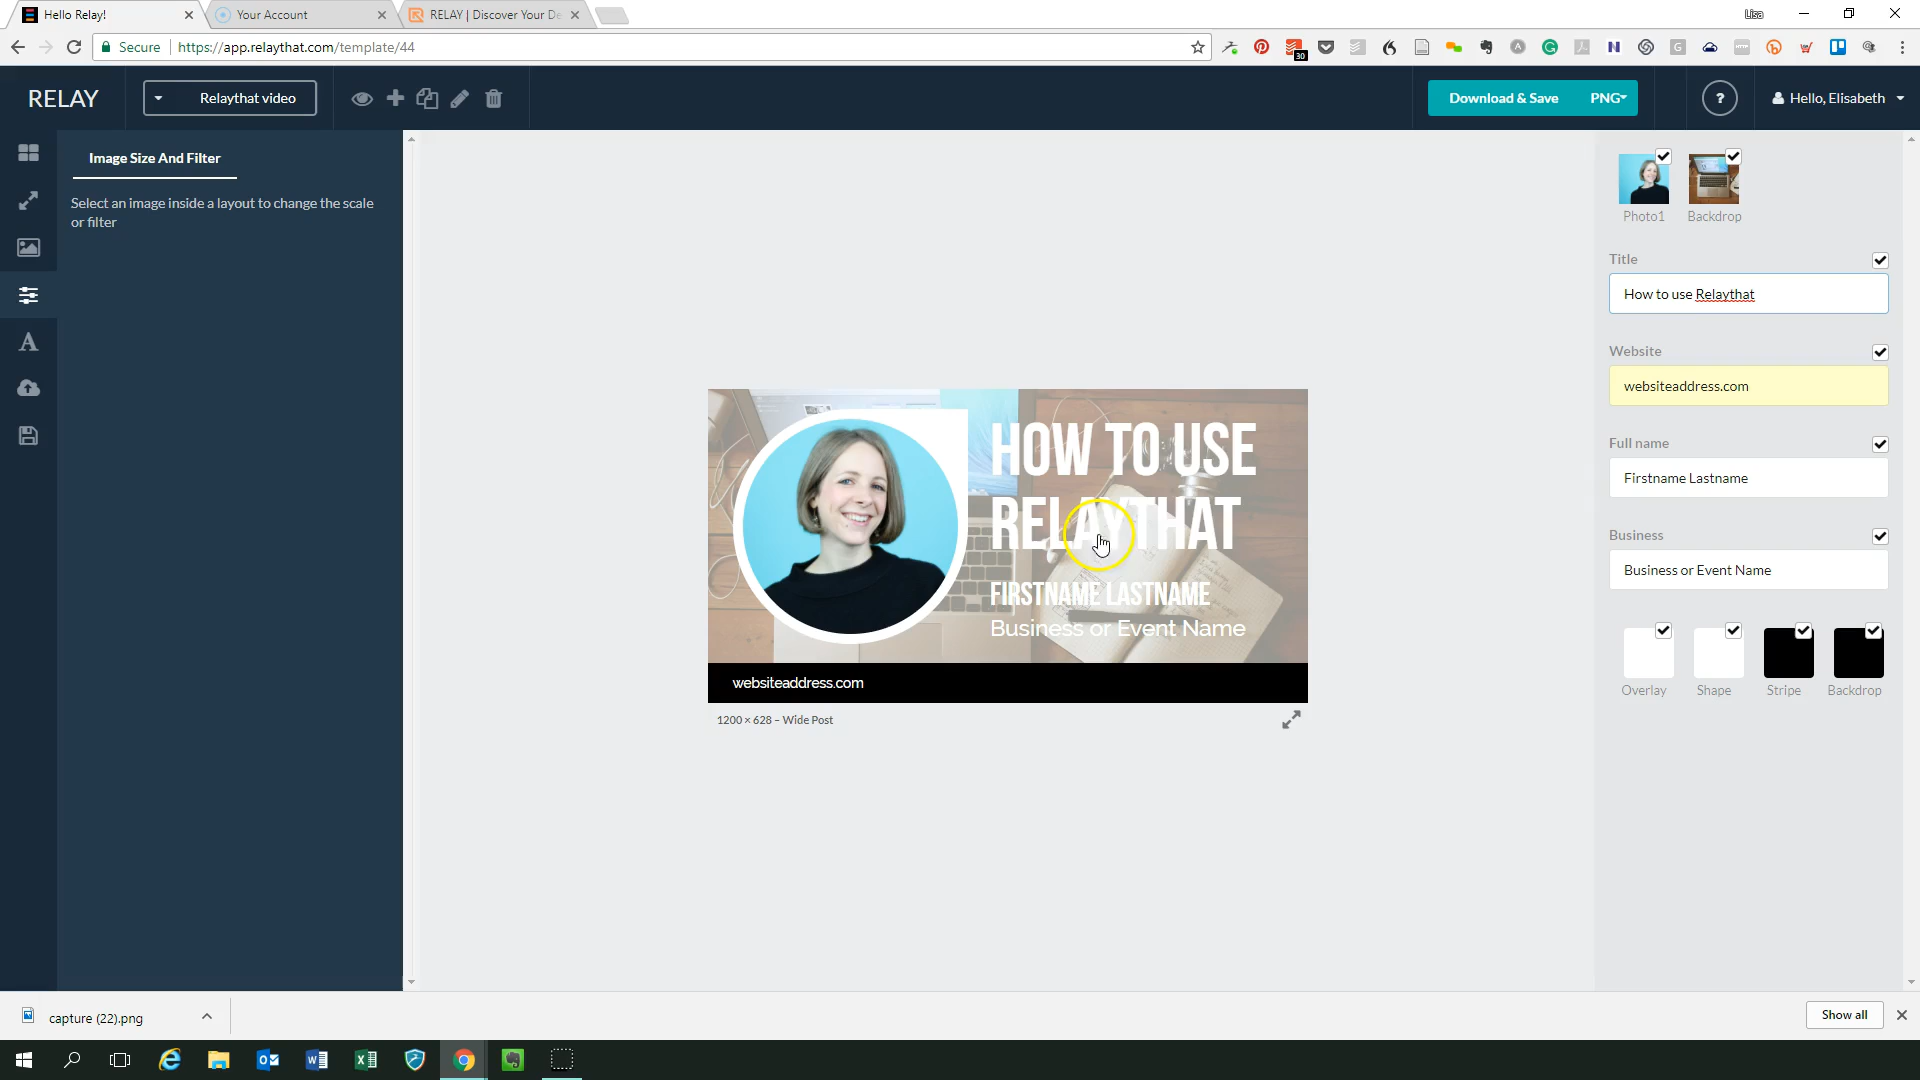 Hello Relay!
Your Account
RELAY | Discover Your De
Lisa
Secure
https://app.relaythat.com/template/44
30
RELAY
Relaythat video
Download & Save
PNG
?
Hello, Elisabeth
Image Size And Filter
Select an image inside a layout to change the scale
or filter
Photo1
Backdrop
Title
How to use Relaythat
Website
websiteaddress.com
Full name
Firstname Lastname
Business
Business or Event Name
Overlay
Shape
Stripe
Backdrop
HOW TO USE
RELAYTHAT
FIRSTNAME LASTNAME
Business or Event Name
websiteaddress.com
1200 × 628 – Wide Post
capture (22).png
Show all